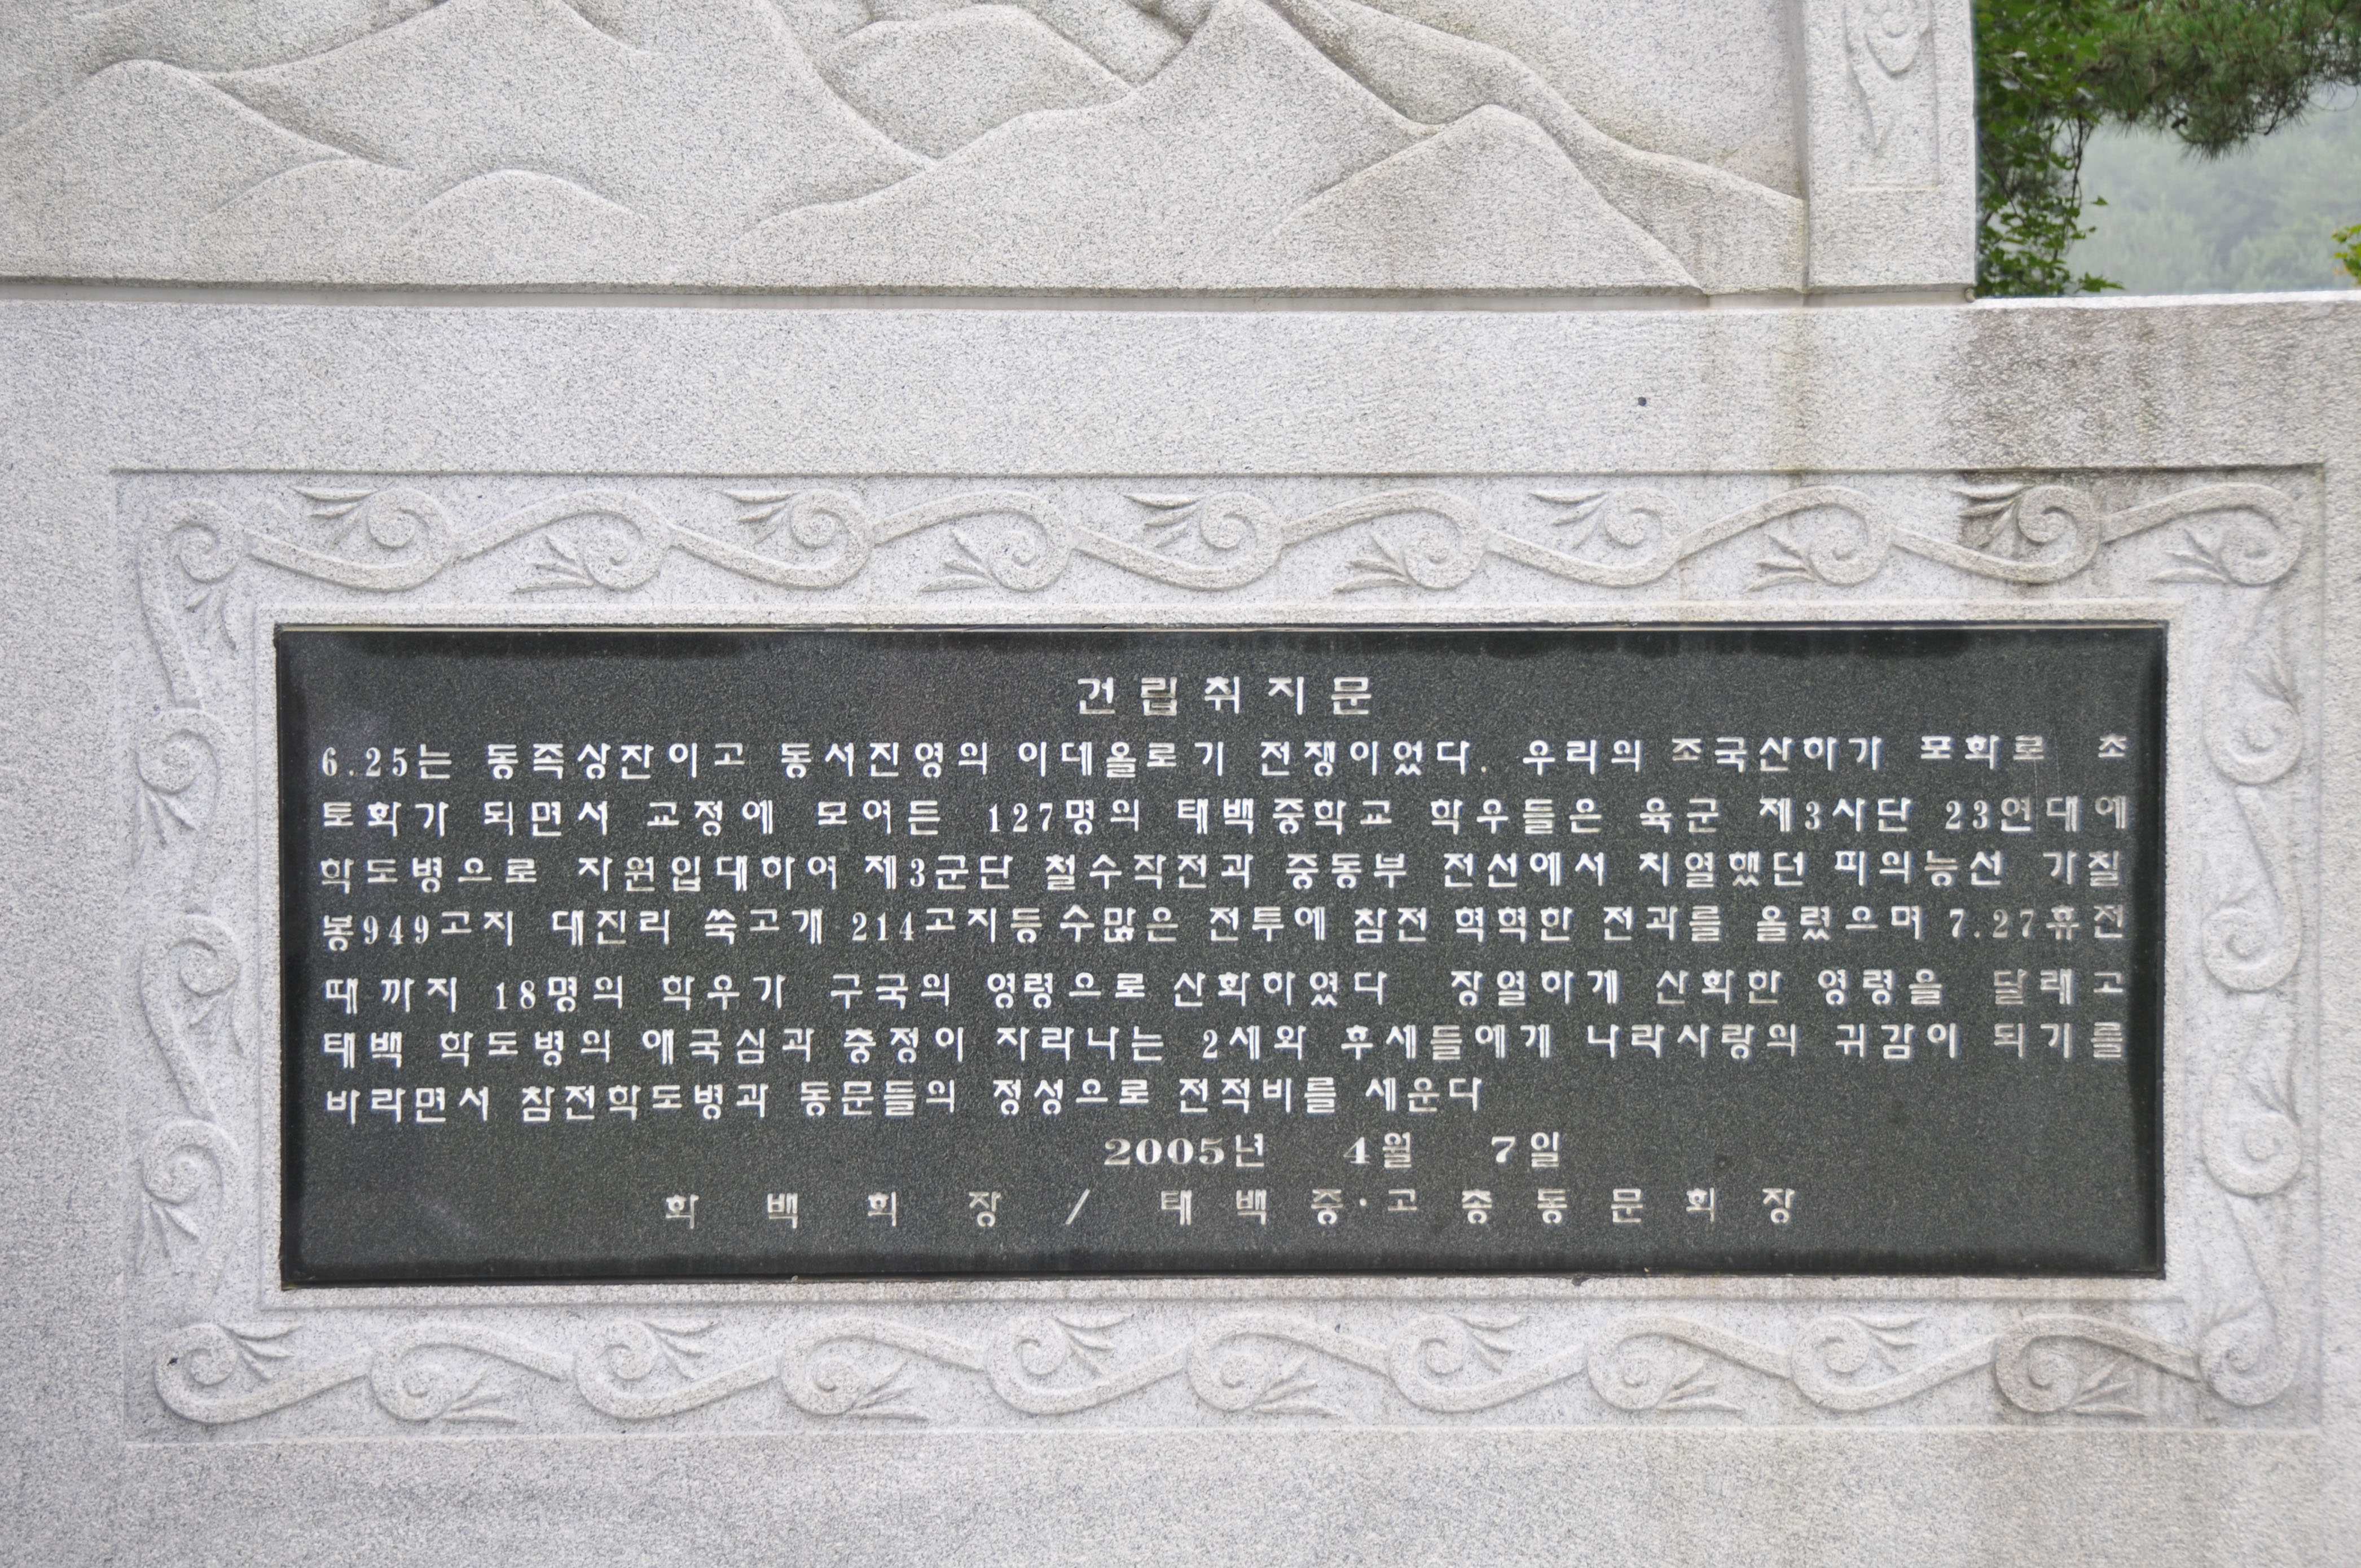 건립취지문
6.25는 동족상잔이고 동서진영의 이데올로기 전쟁이었다. 우리의 조국산하가 포화로 초
토화가 되면서 교정에 모여든 127명의 태백중학교 학우들은 육군 제3사단 23연대에
학도병으로 자원입대하여 제3군단 철수작전과 중동부 전선에서 치열했던 피의능선 가칠
봉949고지 대진리 쑥고개 214고지등 수많은 전투에 참전 혁혁한 전과를 올렸으며 7.27휴전
때까지 18명의 학우가 구국의 영령으로 산화하였다 장열하게 산화한 영령을 달래고
태백 학도병의 애국심과 충정이 자라나는 2세와 후세들에게 나라사랑의 귀감이 되기를
바라면서 참전학도병과 동문들의 정성으로 전적비를 세운다
2005년 4월 7일
학백회장 / 태백중·고총동문회장